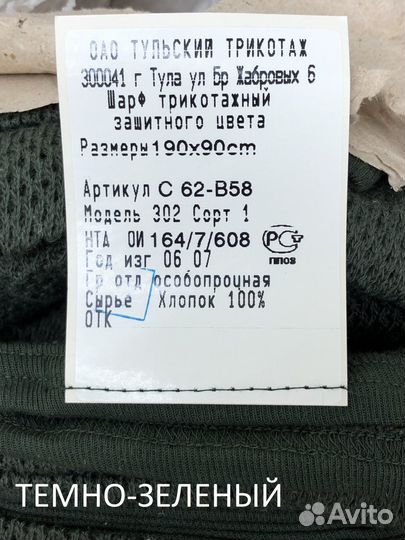 ОАО ТУЛЬСКИЙ ТРИКОТАЖ
300041 г Тула ул Бр Жабровых 6
Шарф трикотажный
защитного цвета
Размеры 190х90cm
Артикул С 62-В58
Модель 302 Сорт 1
НТА ОИ 164/7/608 РСТ
ПП03
Год изг 06 07
Гр отд особопрочная
Сырье Хлопок 100%
ОТК
ТЕМНО-ЗЕЛЕНЫЙ
Avito